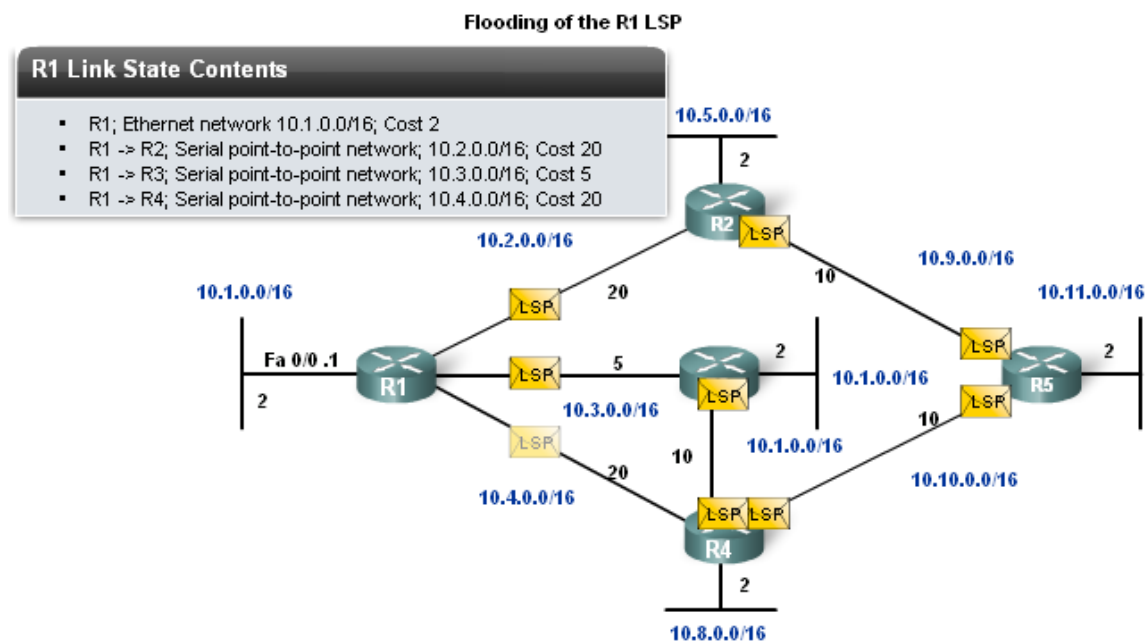 Flooding of the R1 LSP
R1 Link State Contents
▪ R1; Ethernet network 10.1.0.0/16; Cost 2
▪ R1 -> R2; Serial point-to-point network; 10.2.0.0/16; Cost 20
▪ R1 -> R3; Serial point-to-point network; 10.3.0.0/16; Cost 5
▪ R1 -> R4; Serial point-to-point network; 10.4.0.0/16; Cost 20
10.5.0.0/16
2
R2
LSP
10.2.0.0/16
20
LSP
10
10.9.0.0/16
10.1.0.0/16
10.11.0.0/16
Fa 0/0 .1
2
R1
LSP
5
10.3.0.0/16
LSP
2
10.1.0.0/16
LSP
R5
2
LSP
LSP
20
10.4.0.0/16
10
10.1.0.0/16
10
10.10.0.0/16
LSP
LSP
R4
2
10.8.0.0/16